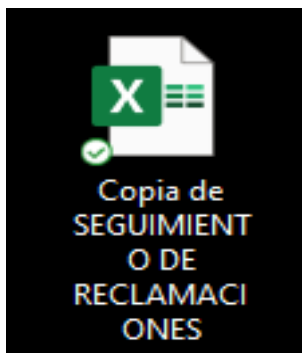 X
Copia de
SEGUIMIENT
O DE
RECLAMACI
ONES